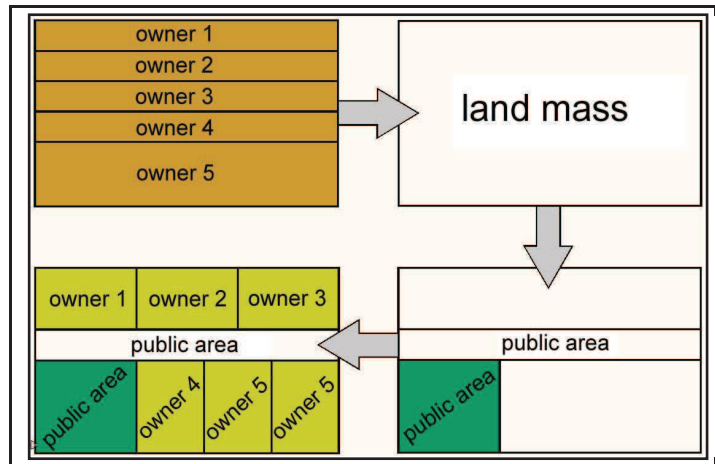 owner 1
owner 2
owner 3
owner 4
owner 5
land mass
owner 1
owner 2
owner 3
public area
public area
owner 4
owner 5
owner 5
public area
public area